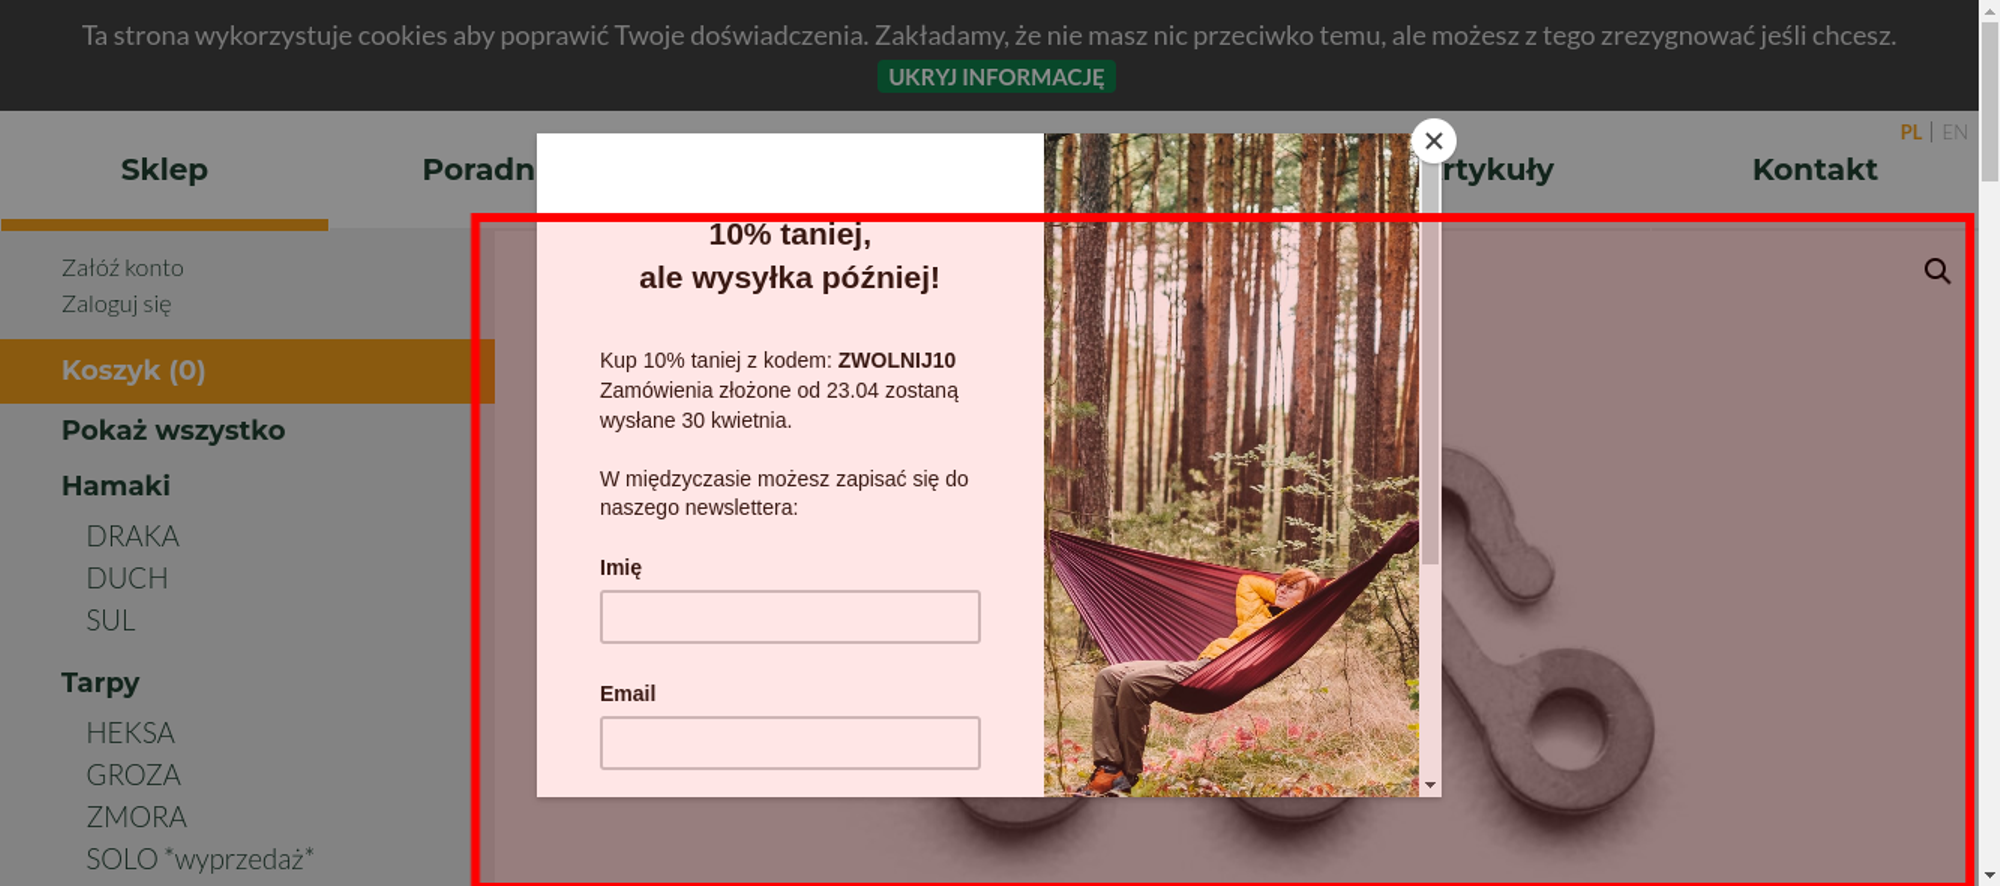 Ta strona wykorzystuje cookies aby poprawić Twoje doświadczenia. Zakładamy, że nie masz nic przeciwko temu, ale możesz z tego zrezygnować jeśli chcesz.
UKRYJ INFORMACJĘ
PL | EN
Sklep
Poradn
rtykuły
Kontakt
Załóż konto
Zaloguj się
Koszyk (0)
Pokaż wszystko
Hamaki
DRAKA
DUCH
SUL
Tarpy
HEKSA
GROZA
ZMORA
SOLO *wyprzedaż*
10% taniej,
ale wysyłka później!
Kup 10% taniej z kodem: ZWOLNIJ10
Zamówienia złożone od 23.04 zostaną
wysłane 30 kwietnia.
W międzyczasie możesz zapisać się do
naszego newslettera:
Imię
Email